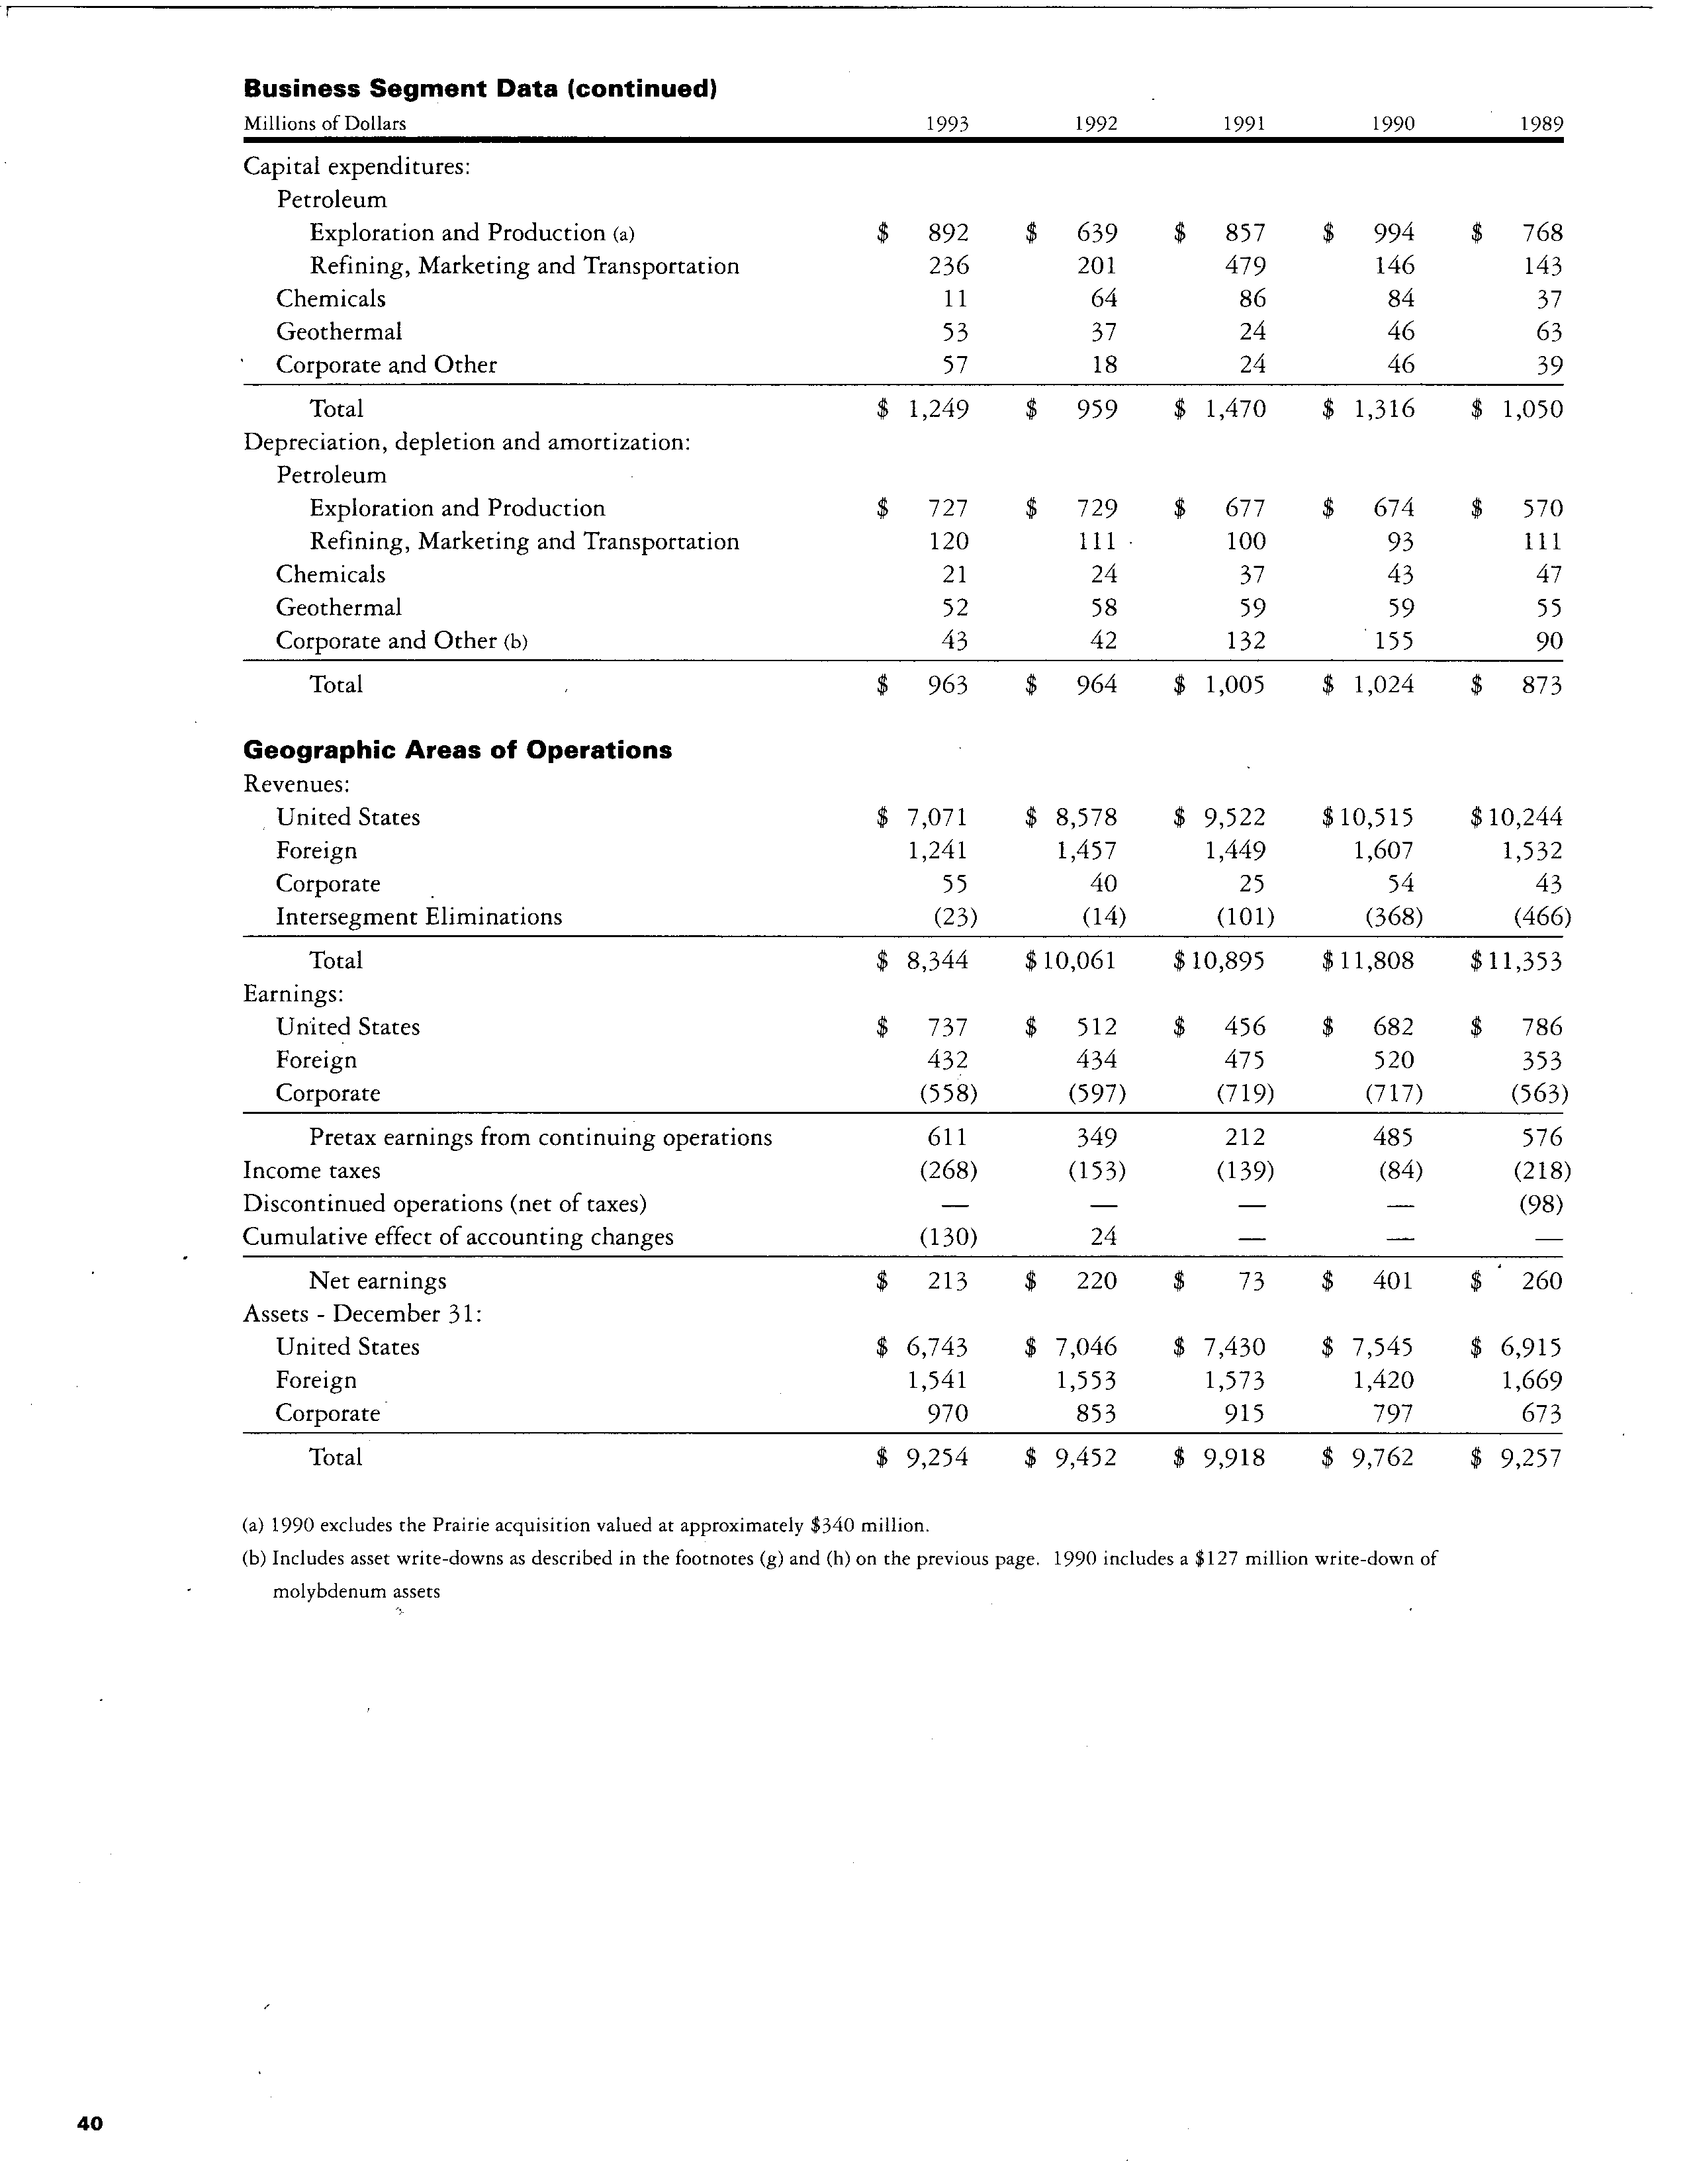 Business Segment Data (continued)
Millions of Dollars 1993 1992 1991 1990 1989
Capital expenditures:
Petroleum
Exploration and Production (a) $ 892 $ 639 $ 857 $ 994 $ 768
Refining, Marketing and Transportation 236 201 479 146 143
Chemicals 11 64 86 84 37
Geothermal 53 37 24 46 63
Corporate and Other 57 18 24 46 39
Total $ 1,249 $ 959 $ 1,470 $ 1,316 $ 1,050
Depreciation, depletion and amortization:
Petroleum
Exploration and Production $ 727 $ 729 $ 677 $ 674 $ 570
Refining, Marketing and Transportation 120 111 100 93 111
Chemicals 21 24 37 43 47
Geothermal 52 58 59 59 55
Corporate and Other (b) 43 42 132 155 90
Total $ 963 $ 964 $ 1,005 $ 1,024 $ 873
Geographic Areas of Operations
Revenues:
United States $ 7,071 $ 8,578 $ 9,522 $10,515 $10,244
Foreign 1,241 1,457 1,449 1,607 1,532
Corporate 55 40 25 54 43
Intersegment Eliminations (23) (14) (101) (368) (466)
Total $ 8,344 $10,061 $10,895 $11,808 $11,353
Earnings:
United States $ 737 $ 512 $ 456 $ 682 $ 786
Foreign 432 434 475 520 353
Corporate (558) (597) (719) (717) (563)
Pretax earnings from continuing operations 611 349 212 485 576
Income taxes (268) (153) (139) (84) (218)
Discontinued operations (net of taxes) — — — — (98)
Cumulative effect of accounting changes (130) 24 — — —
Net earnings $ 213 $ 220 $ 73 $ 401 $ 260
Assets - December 31:
United States $ 6,743 $ 7,046 $ 7,430 $ 7,545 $ 6,915
Foreign 1,541 1,553 1,573 1,420 1,669
Corporate 970 853 915 797 673
Total $ 9,254 $ 9,452 $ 9,918 $ 9,762 $ 9,257
(a) 1990 excludes the Prairie acquisition valued at approximately $340 million.
(b) Includes asset write-downs as described in the footnotes (g) and (h) on the previous page. 1990 includes a $127 million write-down of
molybdenum assets
40